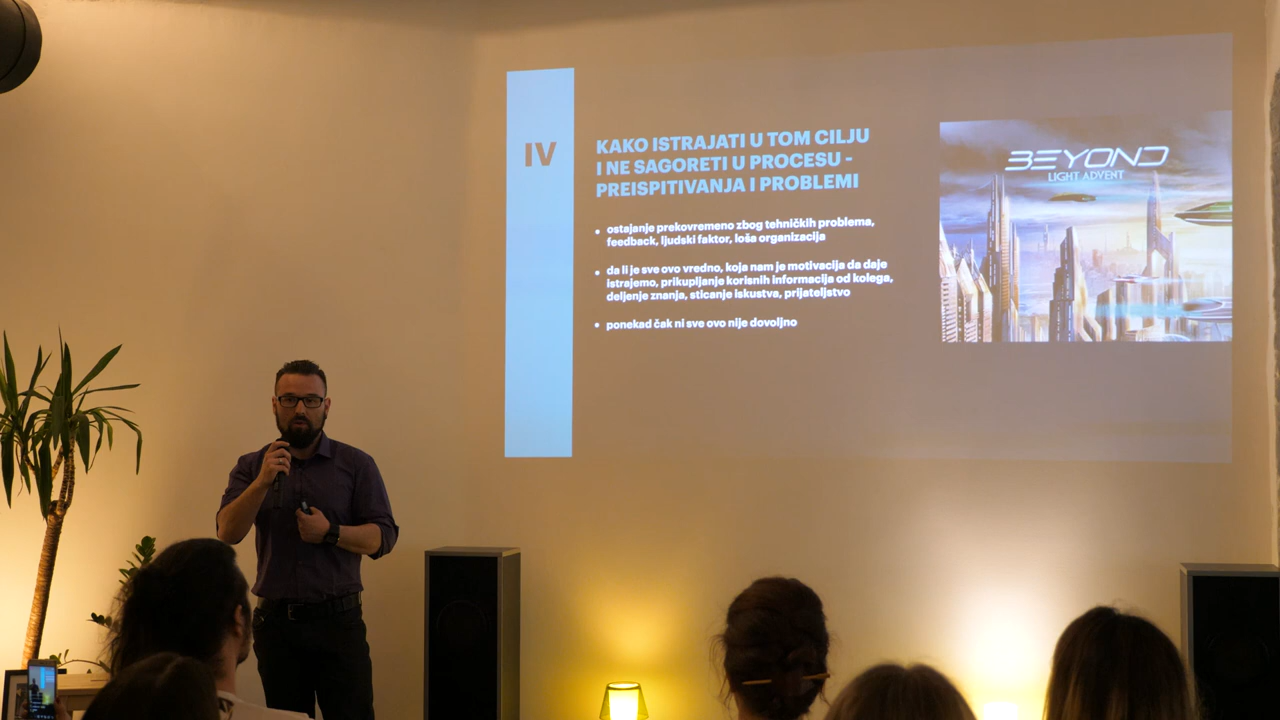 IV
KAKO ISTRAJATI U TOM CILJU
I NE SAGORETI U PROCESU -
PREISPITIVANJA I PROBLEMI
• ostajanje prekovremeno zbog tehničkih problema,
feedback, ljudski faktor, loša organizacija
• da li je sve ovo vredno, koja nam je motivacija da daje
istrajemo, prikupljanje korisnih informacija od kolega,
deljenje znanja, sticanje iskustva, prijateljstvo
• ponekad čak ni sve ovo nije dovoljno
BEYOND
LIGHT ADVENT